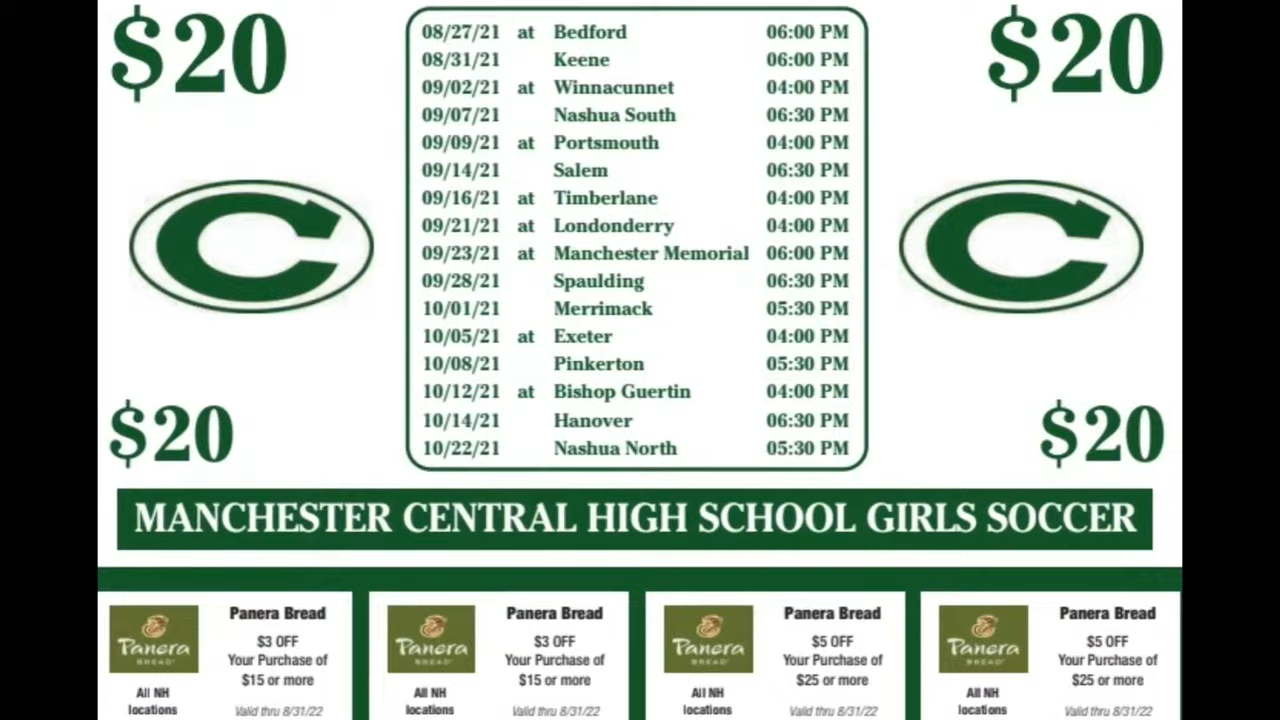 $20
$20
08/27/21 at Bedford 06:00 PM
08/31/21 Keene 06:00 PM
09/02/21 at Winnacunnet 04:00 PM
09/07/21 Nashua South 06:30 PM
09/09/21 at Portsmouth 04:00 PM
09/14/21 Salem 06:30 PM
09/16/21 at Timberlane 04:00 PM
09/21/21 at Londonderry 04:00 PM
09/23/21 at Manchester Memorial 06:00 PM
09/28/21 Spaulding 06:30 PM
10/01/21 Merrimack 05:30 PM
10/05/21 at Exeter 04:00 PM
10/08/21 Pinkerton 05:30 PM
10/12/21 at Bishop Guertin 04:00 PM
10/14/21 Hanover 06:30 PM
10/22/21 Nashua North 05:30 PM
C
C
$20
$20
MANCHESTER CENTRAL HIGH SCHOOL GIRLS SOCCER
Panera
BREAD
All NH
locations
Panera Bread
$3 OFF
Your Purchase of
$15 or more
Valid thru 8/31/22
Panera
BREAD
All NH
locations
Panera Bread
$3 OFF
Your Purchase of
$15 or more
Valid thru 8/31/22
Panera
BREAD
All NH
locations
Panera Bread
$5 OFF
Your Purchase of
$25 or more
Valid thru 8/31/22
Panera
BREAD
All NH
locations
Panera Bread
$5 OFF
Your Purchase of
$25 or more
Valid thru 8/31/22